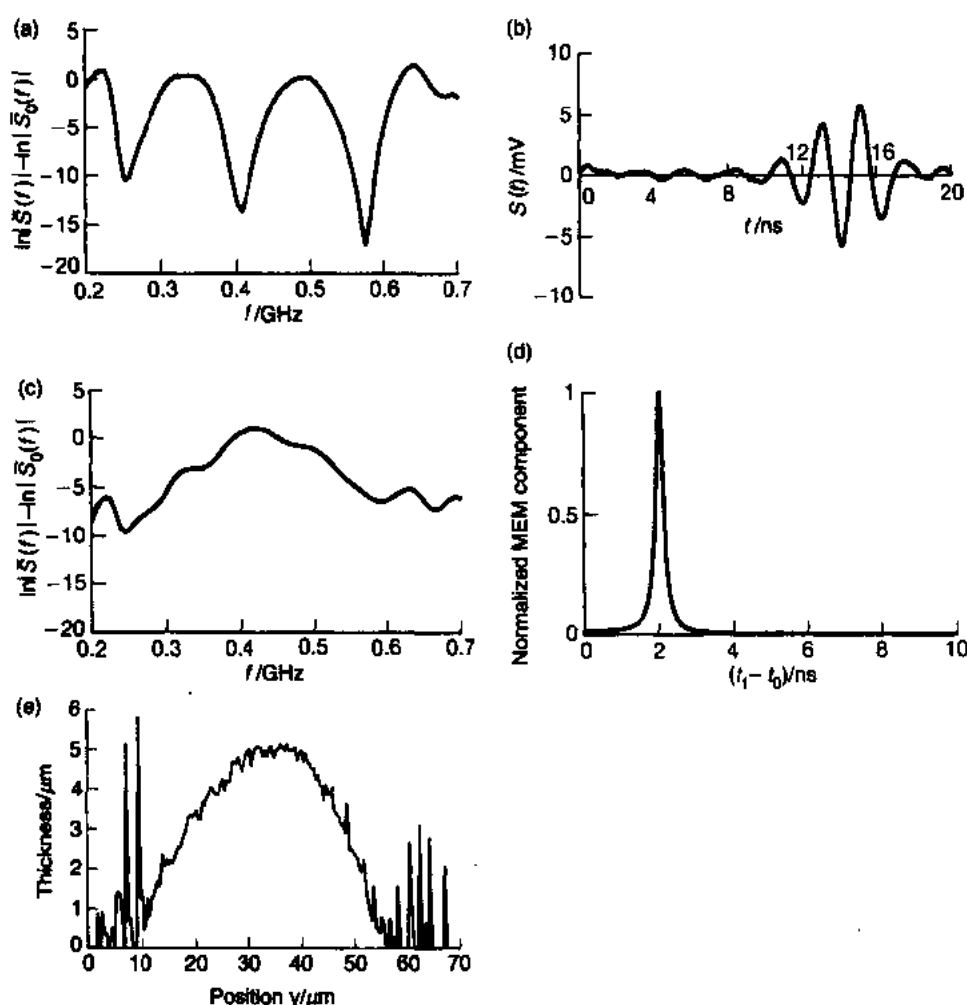 (a)
5
0
−5
−10
−15
−20
ln|S̄(f)|−ln|S̄₀(f)|
0.2 0.3 0.4 0.5 0.6 0.7
f/GHz
(b)
10
5
0
−5
−10
S(t)/mV
0 4 8 12 16 20
t/ns
(c)
5
0
−5
−10
−15
−20
ln|S̄(f)|−ln|S̄₀(f)|
0.2 0.3 0.4 0.5 0.6 0.7
f/GHz
(d)
1
0.5
0
Normalized MEM component
0 2 4 6 8 10
(t₁− t₀)/ns
(e)
6
5
4
3
2
1
0
Thickness/μm
0 10 20 30 40 50 60 70
Position y/μm